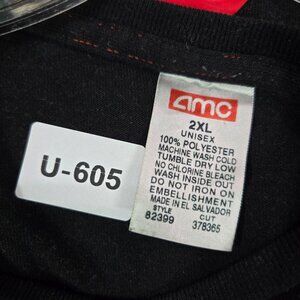 amc
2XL
UNISEX
100% POLYESTER
MACHINE WASH COLD
TUMBLE DRY LOW
NO CHLORINE BLEACH
WASH INSIDE OUT
DO NOT IRON ON
EMBELLISHMENT
MADE IN EL SALVADOR
STYLE CUT
82399 378365
U-605